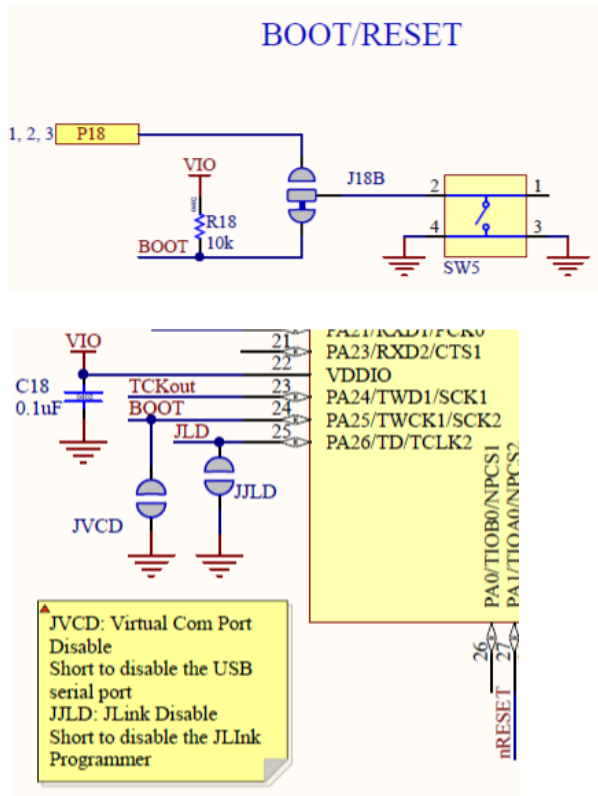 BOOT/RESET
1, 2, 3 P18
VIO
J18B
2 1
R18
10k
4 3
BOOT
SW5
VIO
21
PA23/RXD2/CTS1
22
VDDIO
C18
0.1uF
TCKout
23
PA24/TWD1/SCK1
BOOT
24
PA25/TWCK1/SCK2
JLD
25
PA26/TD/TCLK2
JJLD
JVCD
PA0/TIOB0/NPCS1
PA1/TIOA0/NPCS2
JVCD: Virtual Com Port
Disable
Short to disable the USB
serial port
JJLD: JLink Disable
Short to disable the JLInk
Programmer
26
27
nRESET